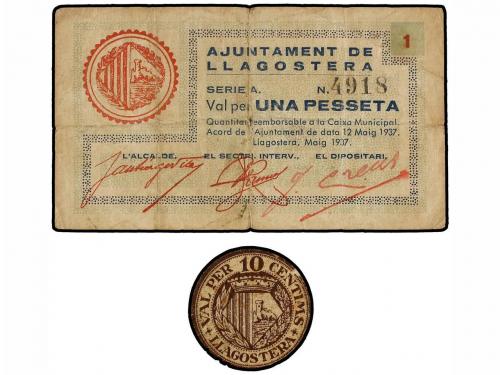 AJUNTAMENT DE
LLAGOSTERA
1
SERIE A. N. 4918
Val per UNA PESSETA
Quantitat reemborsable a la Caixa Municipal.
Acord de l'Ajuntament de data 12 Maig 1937.
Llagostera, Maig 1937.
L'ALCALDE. EL SECRT. INTERV., EL DIPOSITARI.
VAL PER 10 CENTIMS
LLAGOSTERA